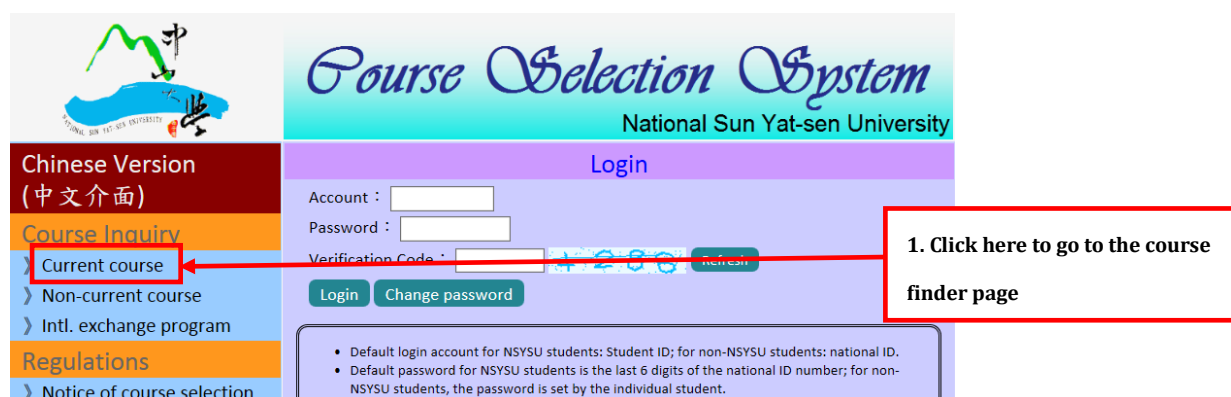 中山大學
NATIONAL SUN YAT-SEN UNIVERSITY
Course Selection System
National Sun Yat-sen University
Chinese Version
(中文介面)
Course Inquiry
》 Current course
》 Non-current course
》 Intl. exchange program
Regulations
》 Notice of course selection
Login
Account：
Password：
Verification Code： 4286 Refresh
Login Change password
• Default login account for NSYSU students: Student ID; for non-NSYSU students: national ID.
• Default password for NSYSU students is the last 6 digits of the national ID number; for non-
NSYSU students, the password is set by the individual student.
1. Click here to go to the course
finder page